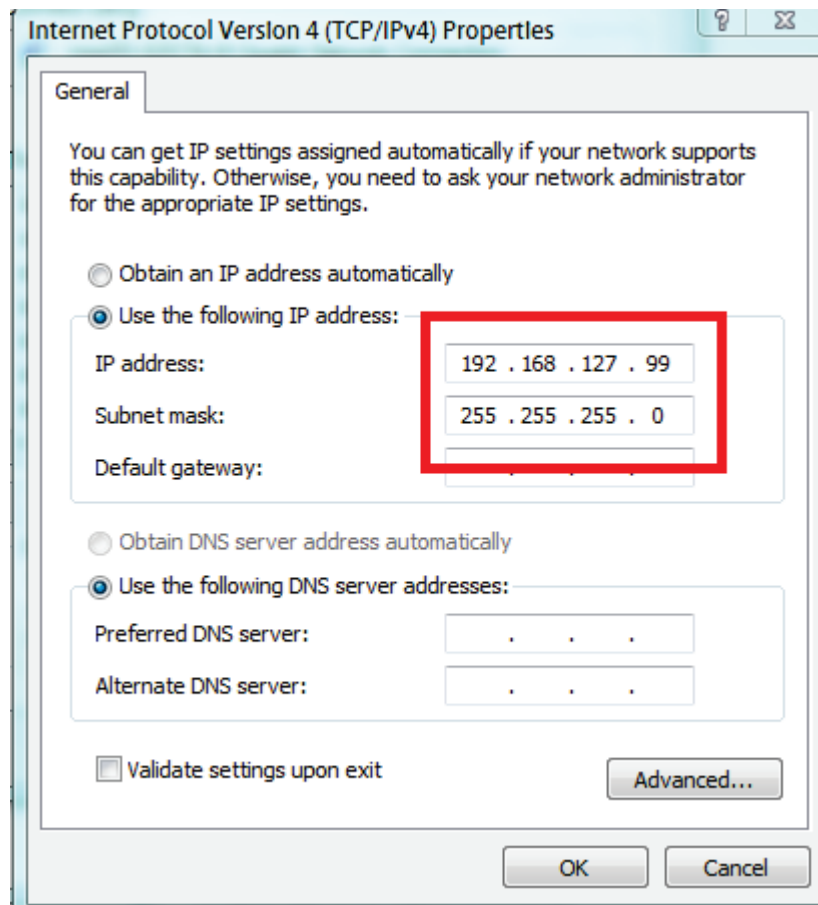 Internet Protocol Version 4 (TCP/IPv4) Properties
?
General
You can get IP settings assigned automatically if your network supports
this capability. Otherwise, you need to ask your network administrator
for the appropriate IP settings.
Obtain an IP address automatically
Use the following IP address:
IP address: 192 . 168 . 127 . 99
Subnet mask: 255 . 255 . 255 . 0
Default gateway: . . .
Obtain DNS server address automatically
Use the following DNS server addresses:
Preferred DNS server: . . .
Alternate DNS server: . . .
Validate settings upon exit
Advanced...
OK Cancel